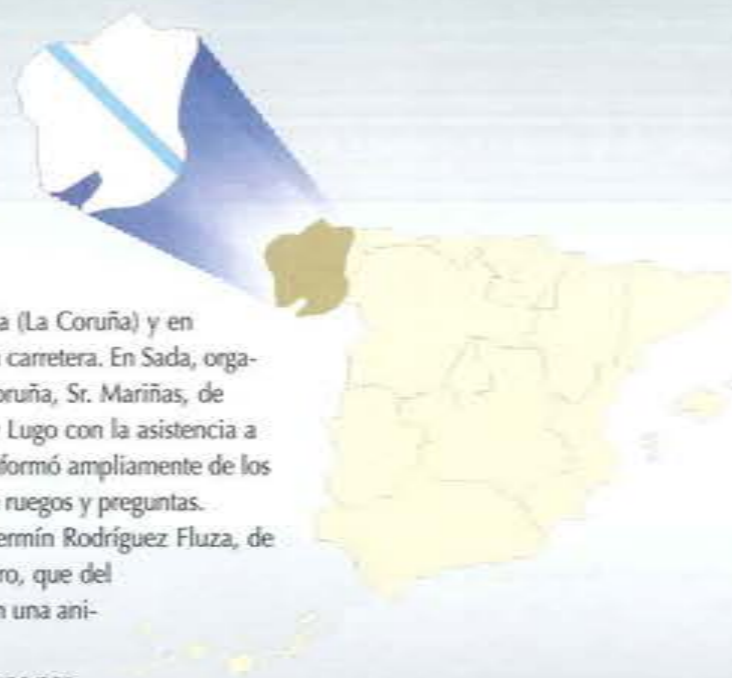 a (La Coruña) y en
carretera. En Sada, orga-
oruña, Sr. Mariñas, de
Lugo con la asistencia a
formó ampliamente de los
ruegos y preguntas.
ermín Rodríguez Fluza, de
ro, que del
n una ani-